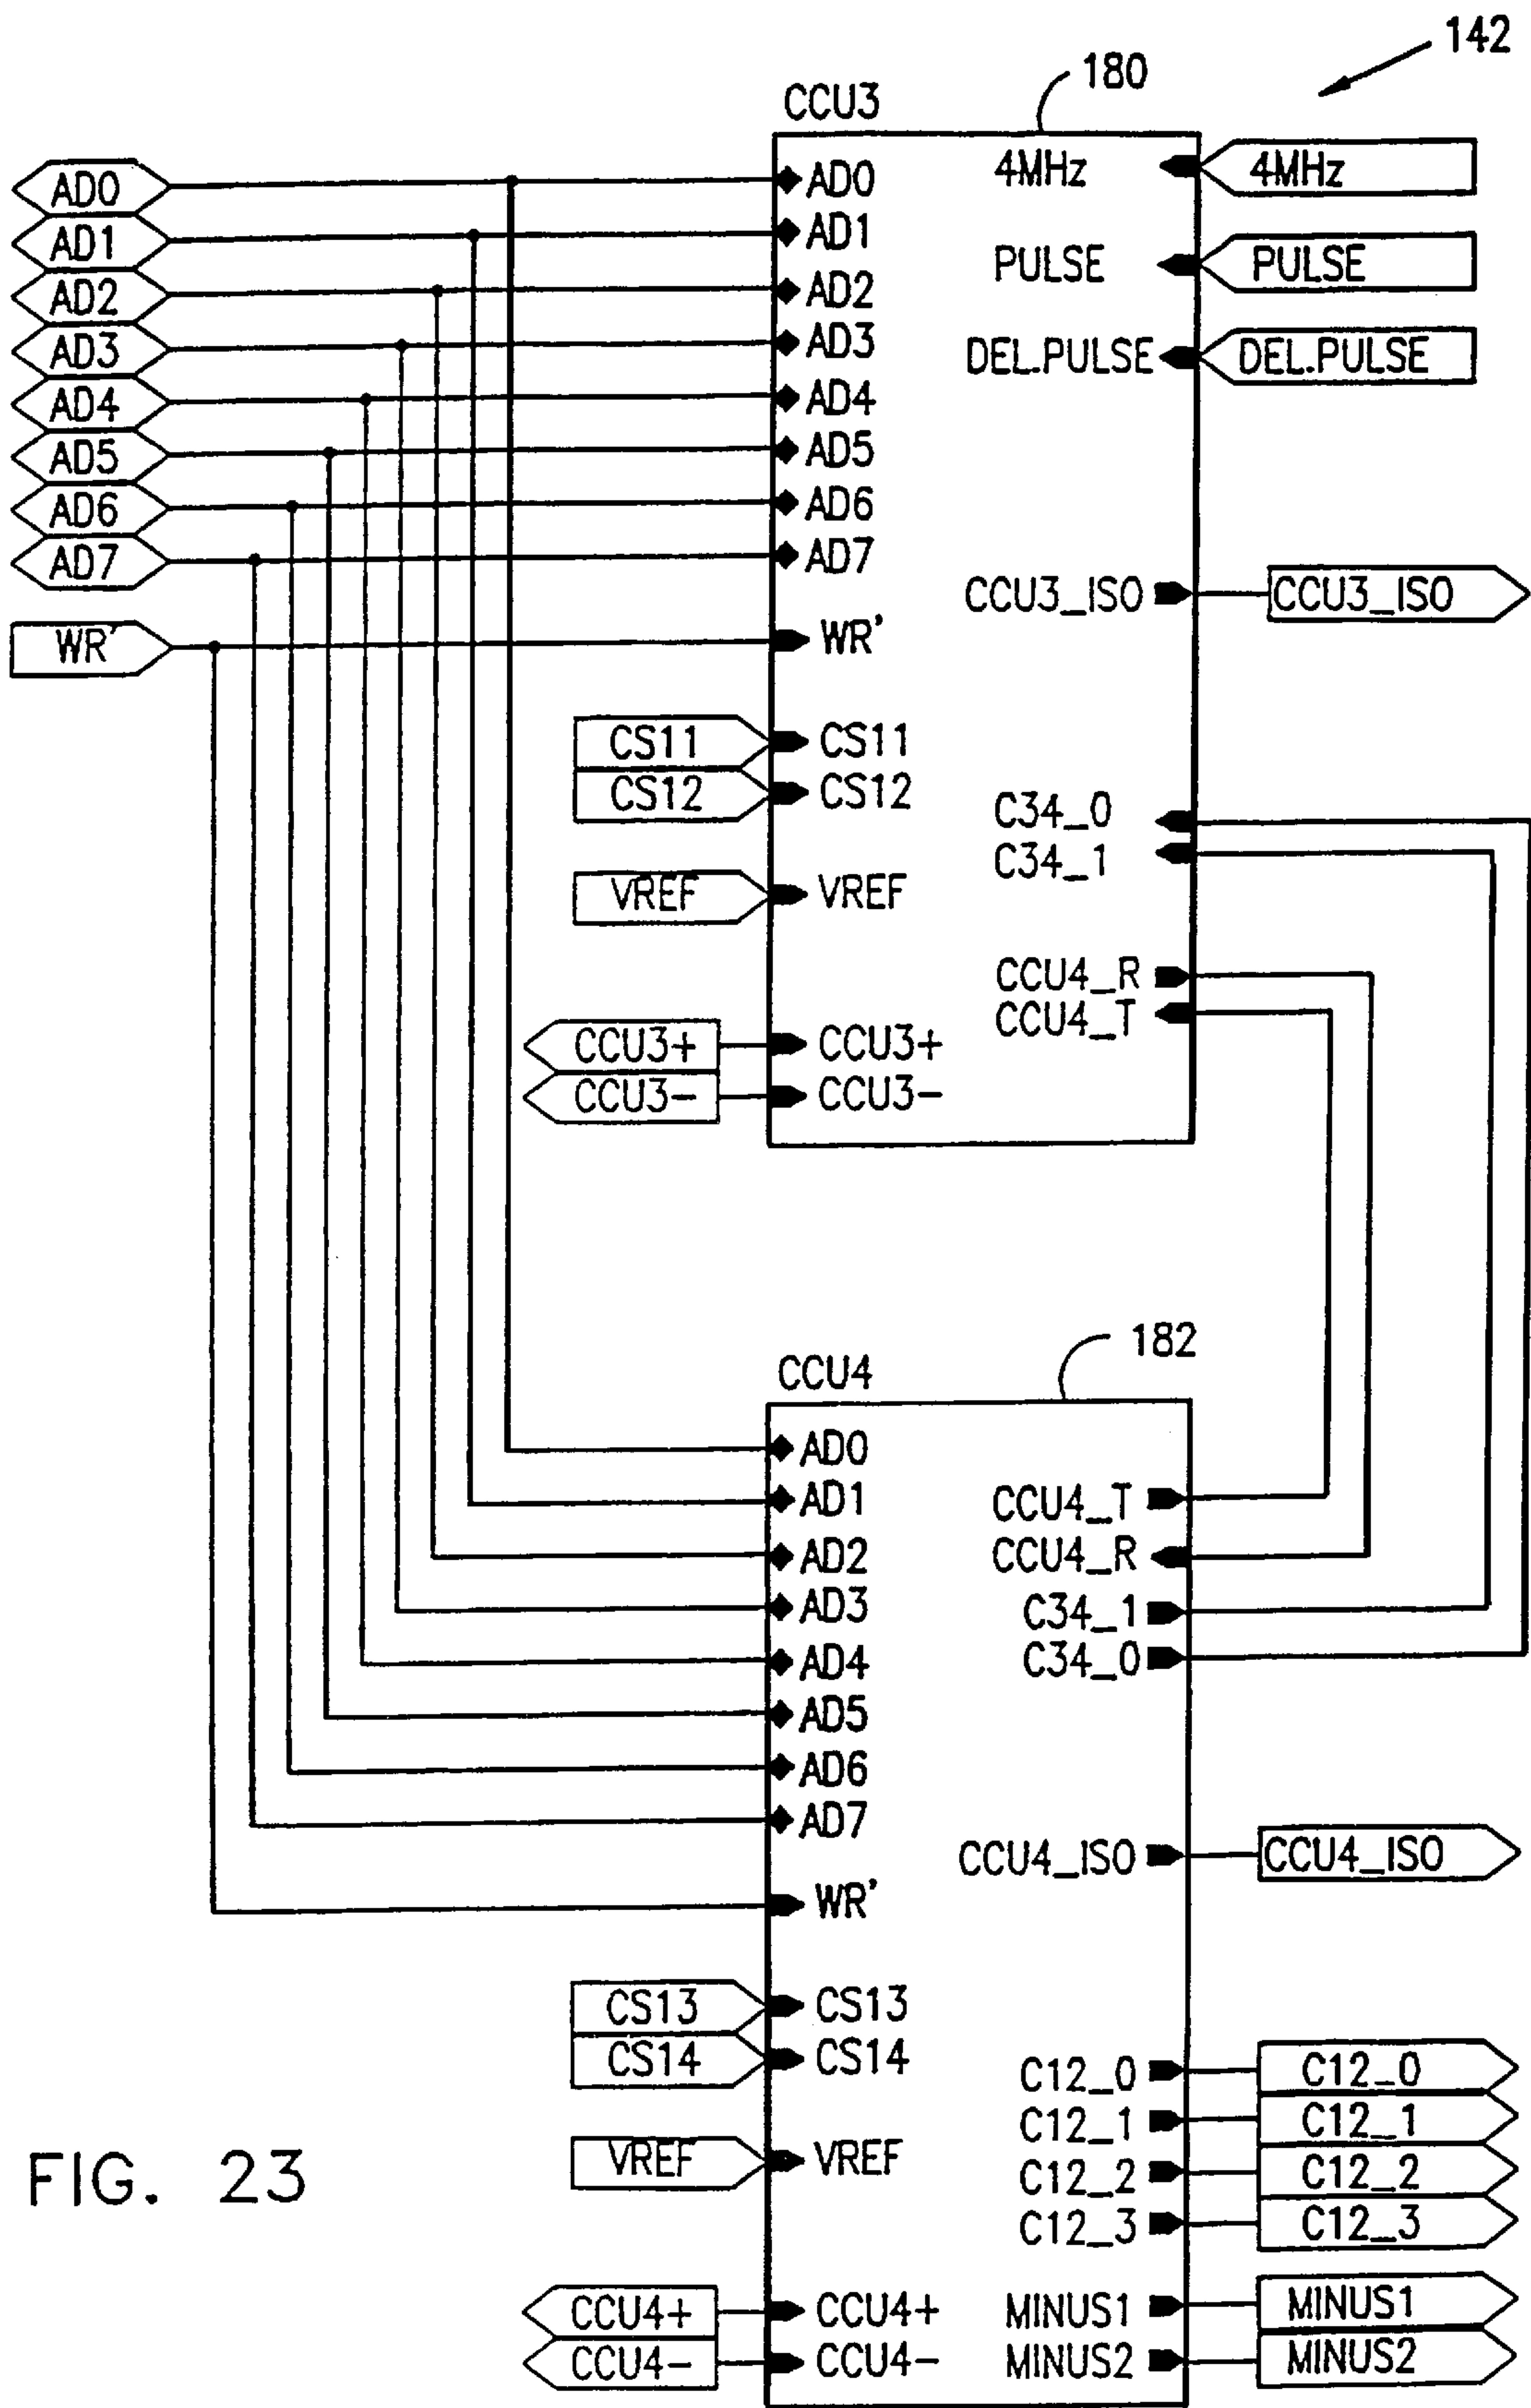 142
180
CCU3
AD0 AD0 4MHz 4MHz
AD1 AD1
AD2 AD2 PULSE PULSE
AD3 AD3 DEL.PULSE DEL.PULSE
AD4 AD4
AD5 AD5
AD6 AD6
AD7 AD7
CCU3_ISO CCU3_ISO
WR' WR'
CS11 CS11
CS12 CS12
C34_0
C34_1
VREF VREF
CCU4_R
CCU4_T
CCU3+ CCU3+
CCU3- CCU3-
182
CCU4
AD0
AD1 CCU4_T
AD2 CCU4_R
AD3 C34_1
AD4 C34_0
AD5
AD6
AD7
CCU4_ISO CCU4_ISO
WR'
CS13 CS13
CS14 CS14
C12_0 C12_0
C12_1 C12_1
VREF VREF
C12_2 C12_2
C12_3 C12_3
FIG. 23
CCU4+ CCU4+ MINUS1 MINUS1
CCU4- CCU4- MINUS2 MINUS2